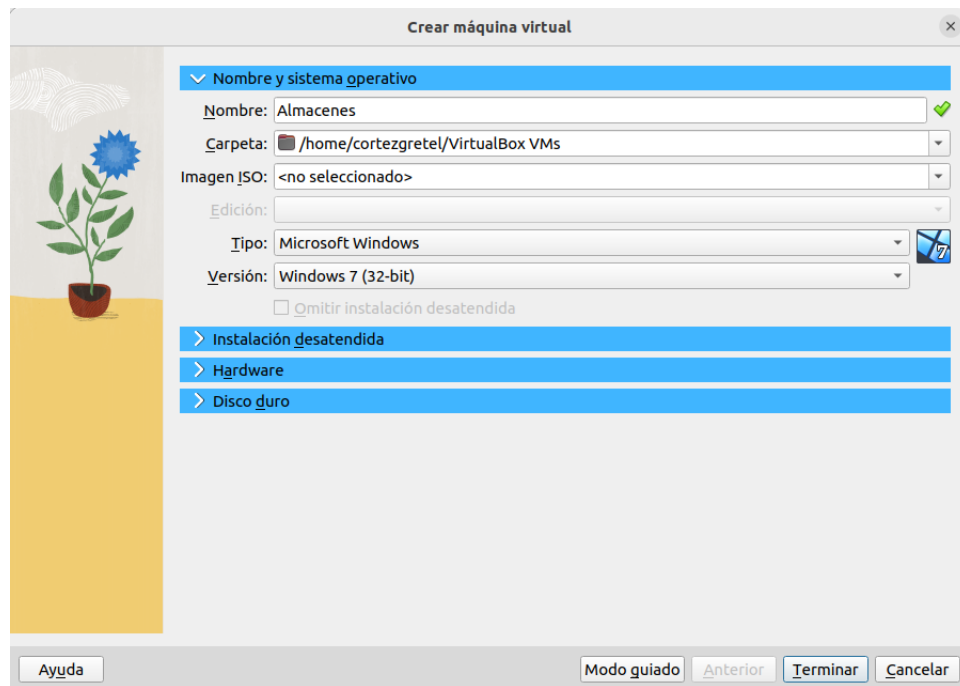 Crear máquina virtual
Nombre y sistema operativo
Nombre: Almacenes
Carpeta: /home/cortezgretel/VirtualBox VMs
Imagen ISO: <no seleccionado>
Edición:
Tipo: Microsoft Windows
7
Versión: Windows 7 (32-bit)
Omitir instalación desatendida
Instalación desatendida
Hardware
Disco duro
Ayuda Modo guiado Anterior Terminar Cancelar